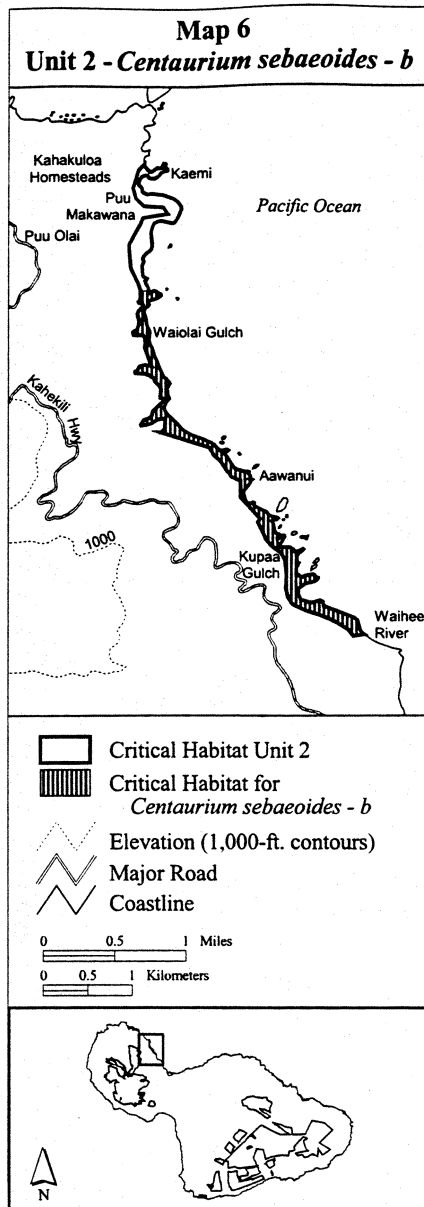 Map 6
Unit 2 - Centaurium sebaeoides - b
Kahakuloa
Homesteads
Kaemi
Puu
Makawana
Pacific Ocean
Puu Olai
Waiolai Gulch
Kahekili
Hwy
Aawanui
1000
Kupaa
Gulch
Waihee
River
Critical Habitat Unit 2
Critical Habitat for
Centaurium sebaeoides - b
Elevation (1,000-ft. contours)
Major Road
Coastline
0 0.5 1 Miles
0 0.5 1 Kilometers
N